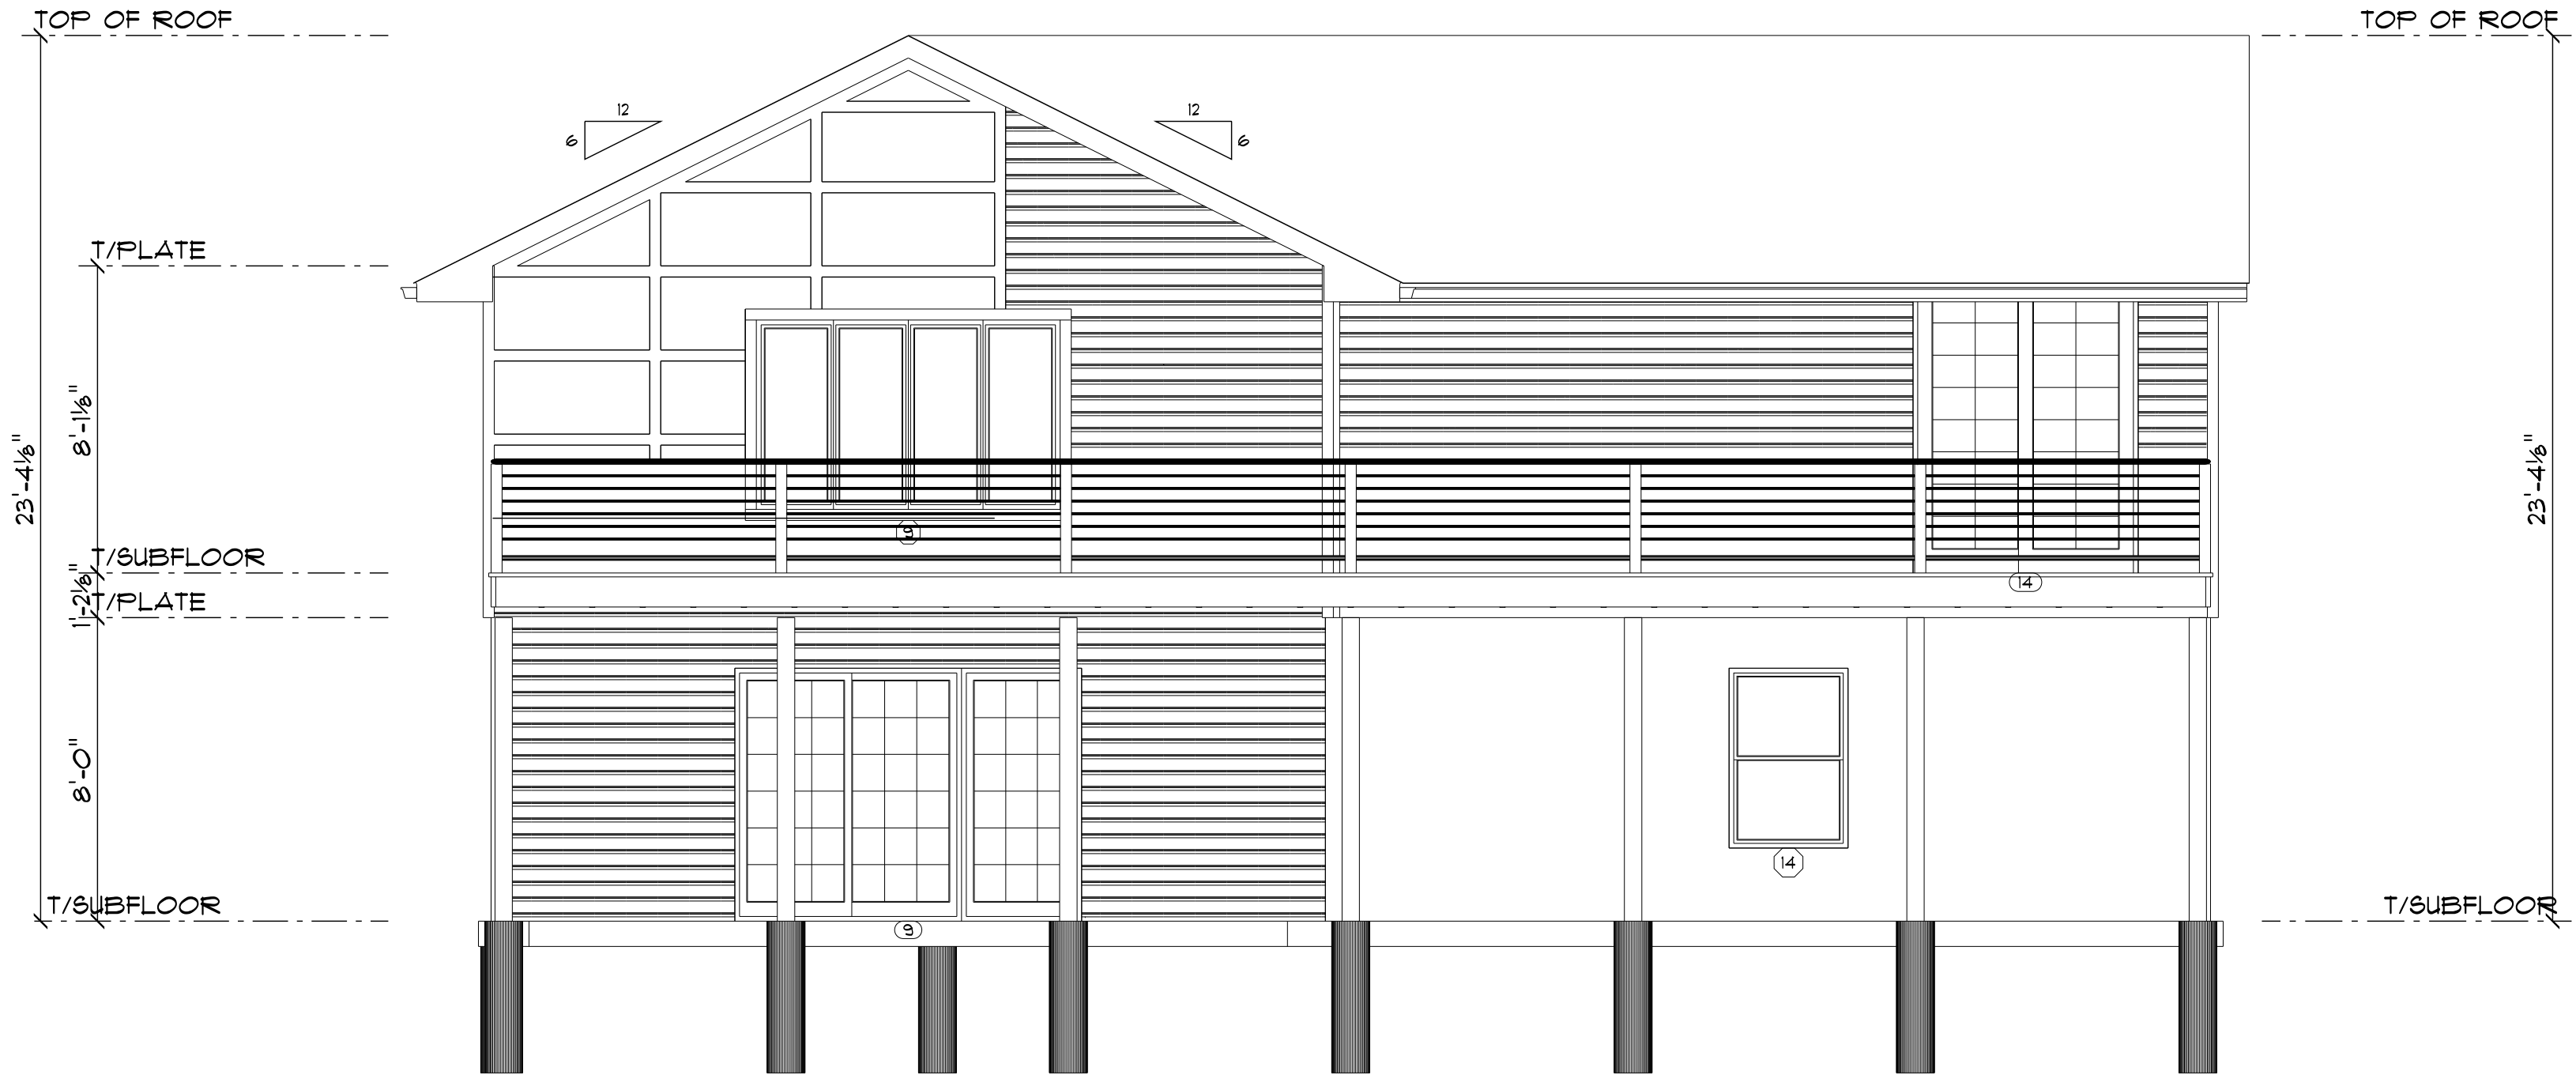 TOP OF ROOF
TOP OF ROOF
12
6
12
6
T/PLATE
8'-1⅛"
23'-4⅛"
23'-4⅛"
9
T/SUBFLOOR
1'-2⅛"
14
T/PLATE
8'-0"
14
T/SUBFLOOR
T/SUBFLOOR
9